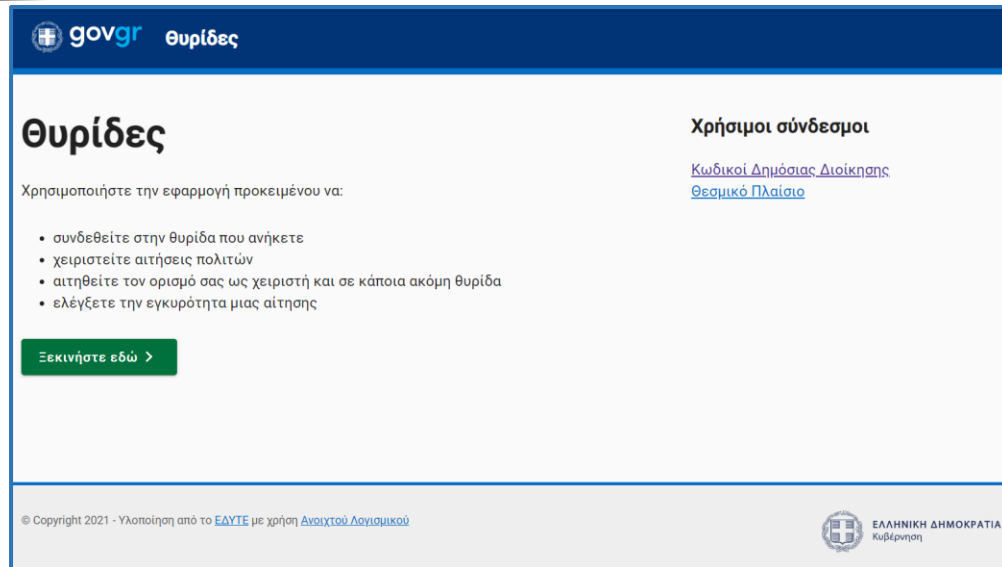 govgr Θυρίδες
Θυρίδες
Χρησιμοποιήστε την εφαρμογή προκειμένου να:
• συνδεθείτε στην θυρίδα που ανήκετε
• χειριστείτε αιτήσεις πολιτών
• αιτηθείτε τον ορισμό σας ως χειριστή και σε κάποια ακόμη θυρίδα
• ελέγξετε την εγκυρότητα μιας αίτησης
Ξεκινήστε εδώ >
Χρήσιμοι σύνδεσμοι
Κωδικοί Δημόσιας Διοίκησης
Θεσμικό Πλαίσιο
© Copyright 2021 - Υλοποίηση από το ΕΔΥΤΕ με χρήση Ανοιχτού Λογισμικού
ΕΛΛΗΝΙΚΗ ΔΗΜΟΚΡΑΤΙΑ
Κυβέρνηση